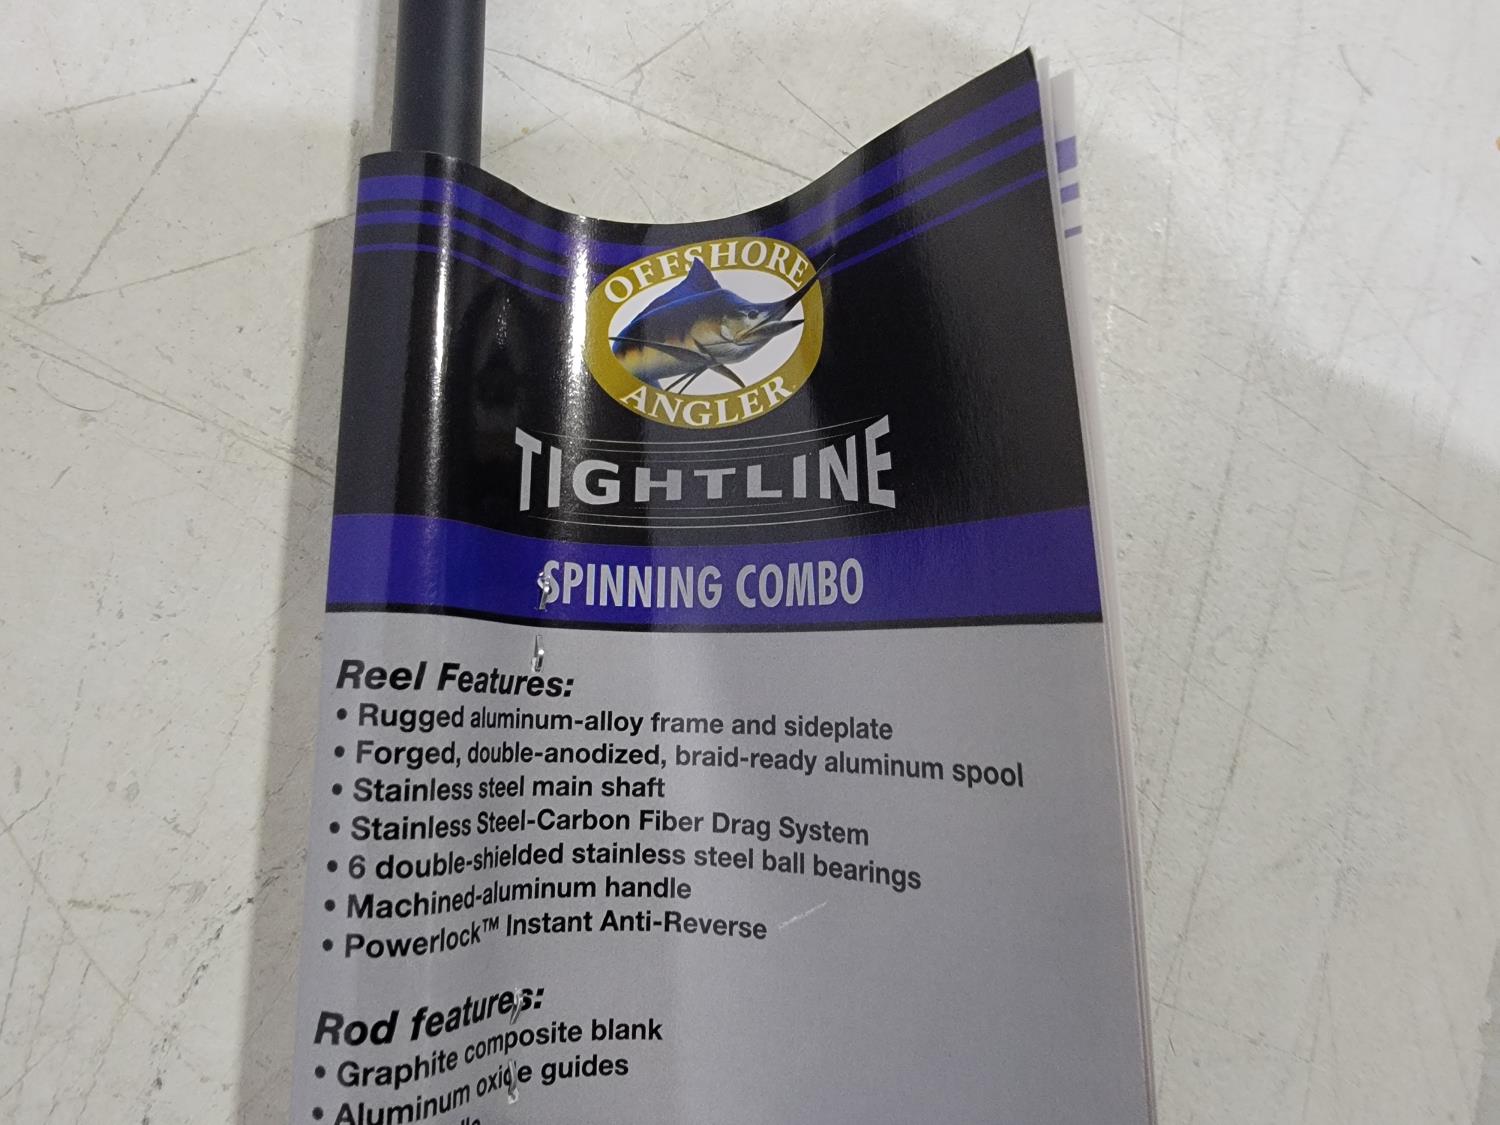 OFFSHORE
ANGLER
TIGHTLINE
SPINNING COMBO
Reel Features:
• Rugged aluminum-alloy frame and sideplate
• Forged, double-anodized, braid-ready aluminum spool
• Stainless steel main shaft
• Stainless Steel-Carbon Fiber Drag System
• 6 double-shielded stainless steel ball bearings
• Machined-aluminum handle
• Powerlock™ Instant Anti-Reverse
Rod features:
• Graphite composite blank
• Aluminum oxide guides